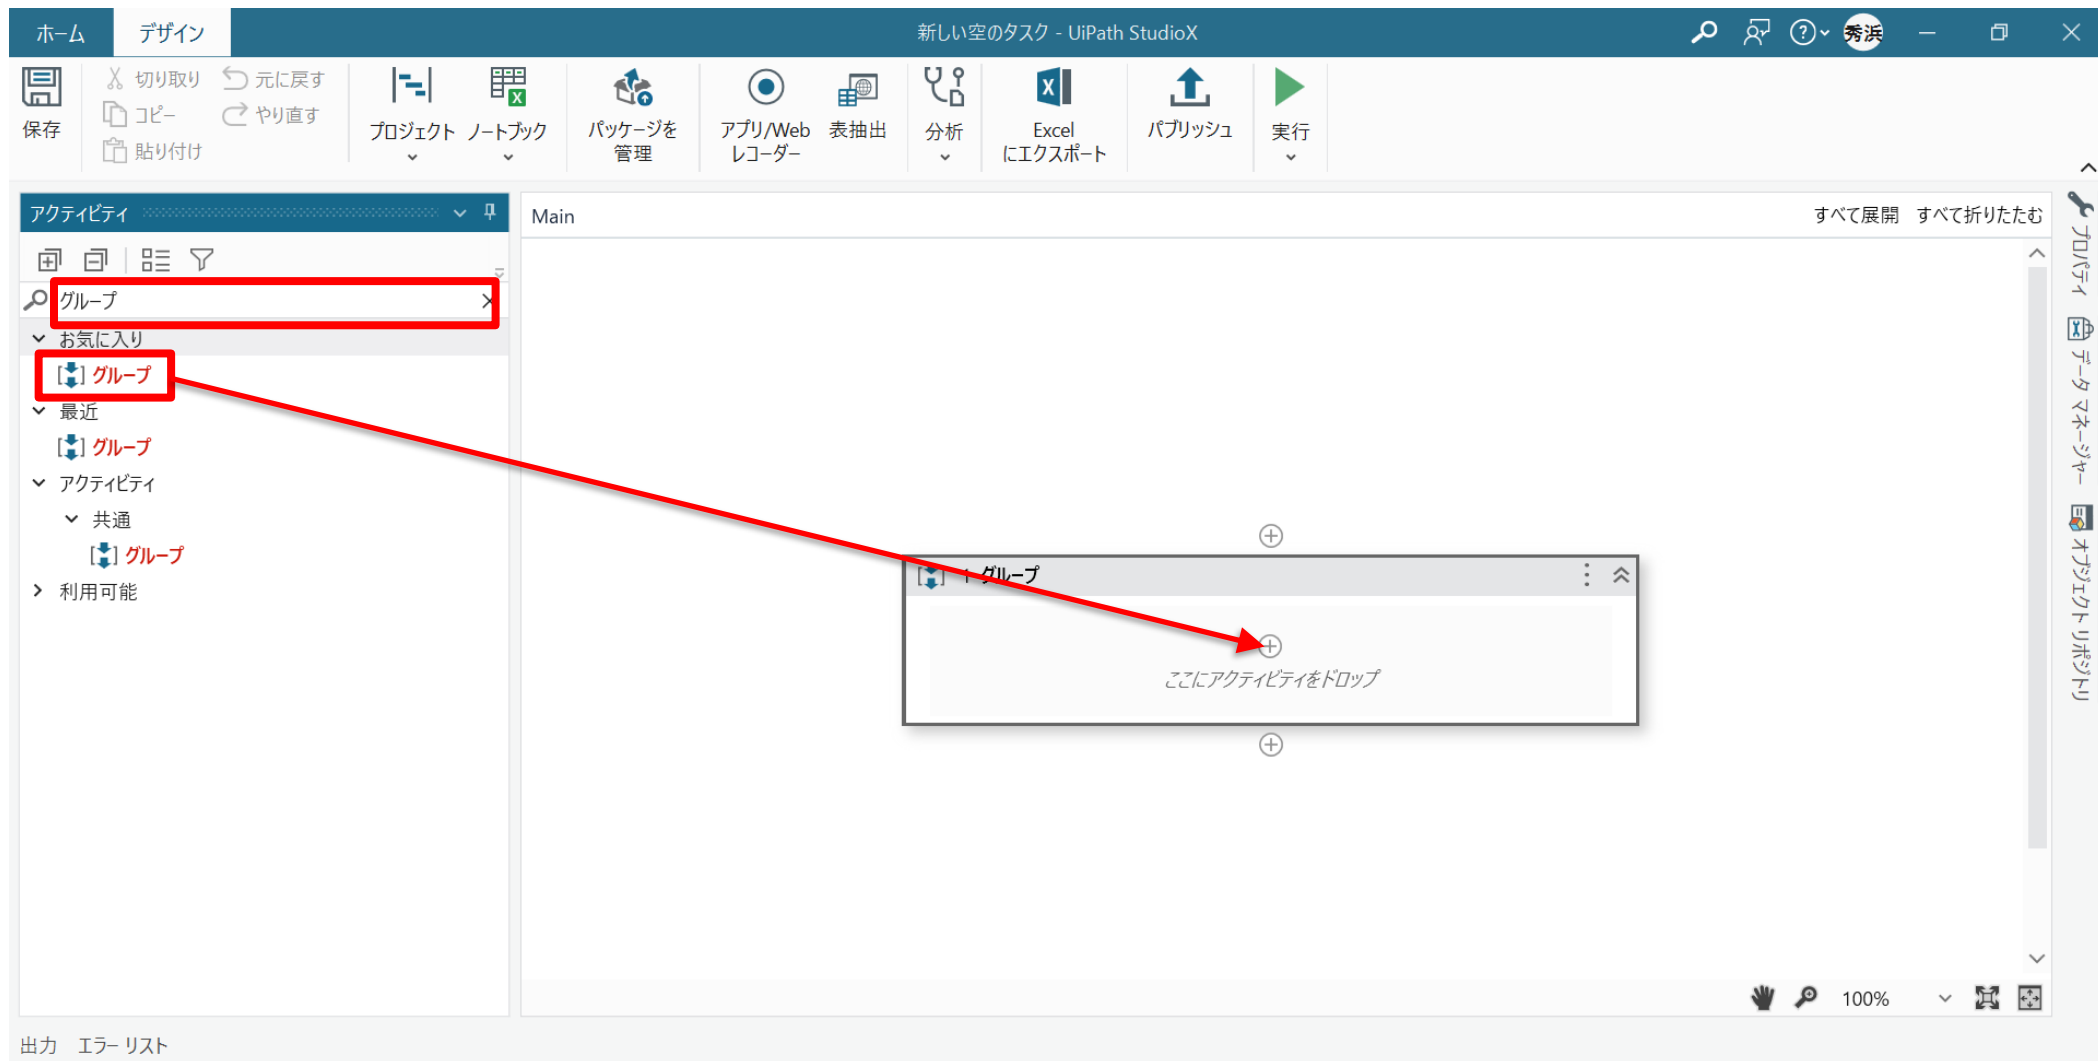 ホーム
デザイン
新しい空のタスク - UiPath StudioX
秀浜
保存
切り取り
コピー
貼り付け
元に戻す
やり直す
プロジェクト
ノートブック
パッケージを
管理
アプリ/Web
レコーダー
表抽出
分析
Excel
にエクスポート
パブリッシュ
実行
アクティビティ
グループ
お気に入り
グループ
最近
グループ
アクティビティ
共通
グループ
利用可能
Main
すべて展開 すべて折りたたむ
グループ
ここにアクティビティをドロップ
100%
プロパティ
データ マネージャー
オブジェクト リポジトリ
出力 エラー リスト